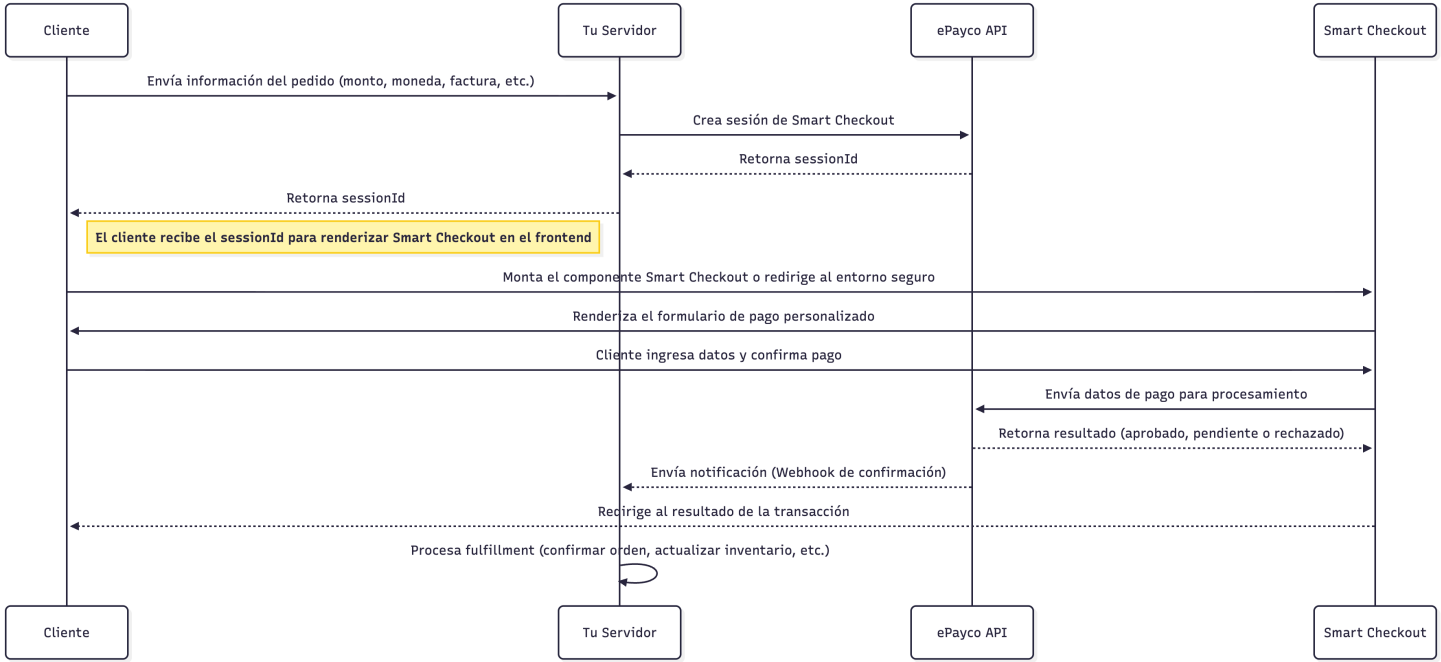 Cliente
Tu Servidor
ePayco API
Smart Checkout
Envía información del pedido (monto, moneda, factura, etc.)
Crea sesión de Smart Checkout
Retorna sessionId
Retorna sessionId
El cliente recibe el sessionId para renderizar Smart Checkout en el frontend
Monta el componente Smart Checkout o redirige al entorno seguro
Renderiza el formulario de pago personalizado
Cliente ingresa datos y confirma pago
Envía datos de pago para procesamiento
Retorna resultado (aprobado, pendiente o rechazado)
Envía notificación (Webhook de confirmación)
Redirige al resultado de la transacción
Procesa fulfillment (confirmar orden, actualizar inventario, etc.)
Cliente
Tu Servidor
ePayco API
Smart Checkout